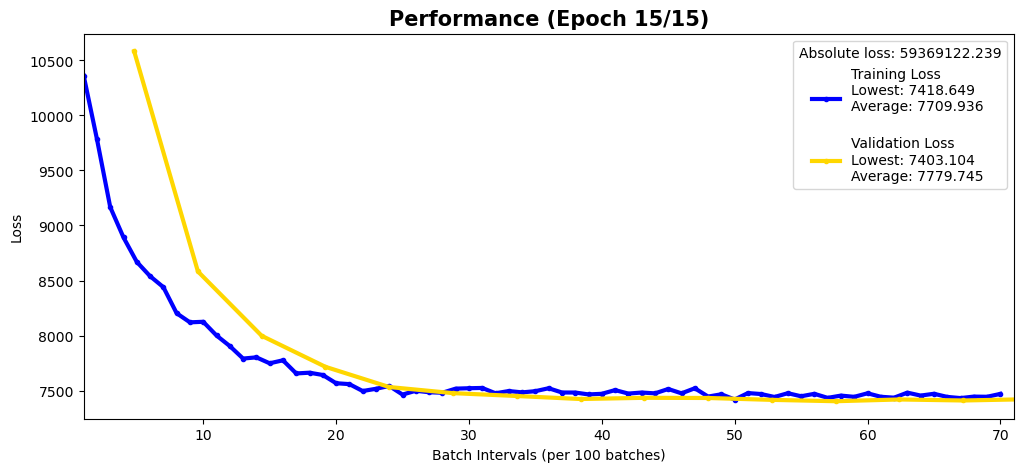 Performance (Epoch 15/15)
Absolute loss: 59369122.239
Training Loss
Lowest: 7418.649
Average: 7709.936
Validation Loss
Lowest: 7403.104
Average: 7779.745
Loss
10500
10000
9500
9000
8500
8000
7500
10 20 30 40 50 60 70
Batch Intervals (per 100 batches)